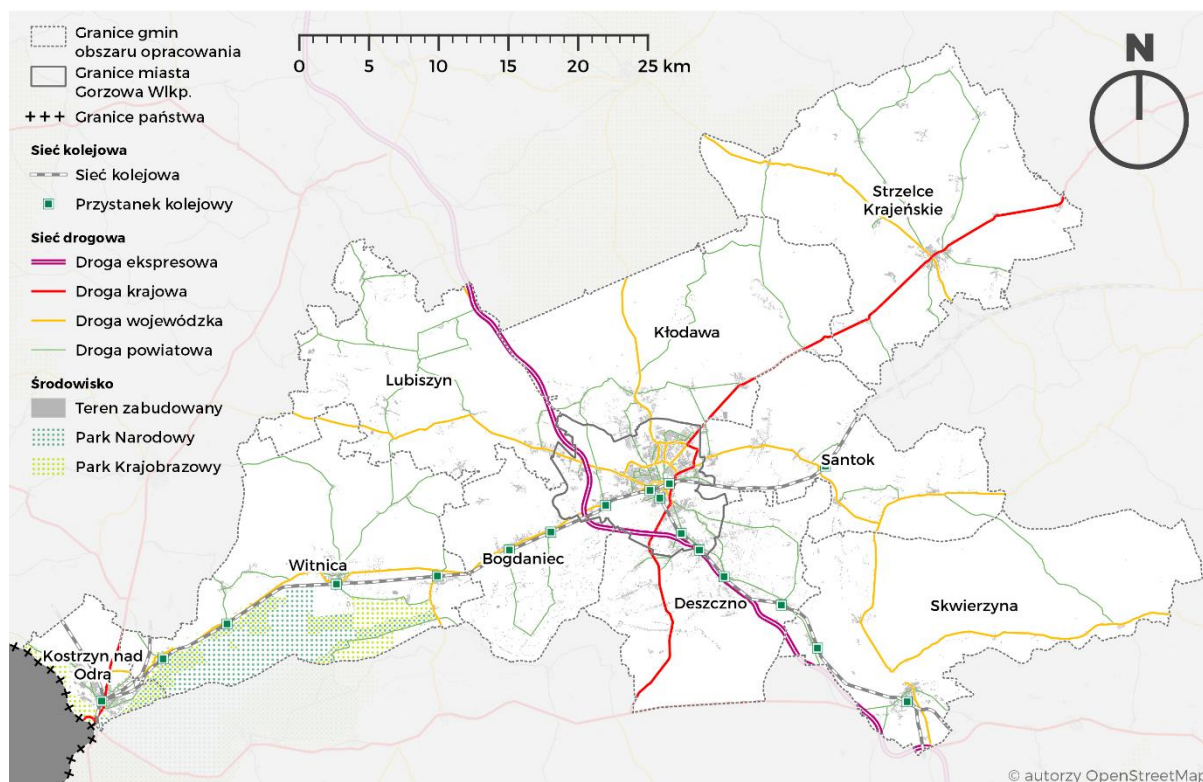 Granice gmin
obszaru opracowania
Granice miasta
Gorzowa Wlkp.
Granice państwa
Sieć kolejowa
Sieć kolejowa
Przystanek kolejowy
Sieć drogowa
Droga ekspresowa
Droga krajowa
Droga wojewódzka
Droga powiatowa
Środowisko
Teren zabudowany
Park Narodowy
Park Krajobrazowy
0 5 10 15 20 25 km
N
Strzelce
Krajeńskie
Kłodawa
Lubiszyn
Santok
Bogdaniec
Witnica
Deszczno
Skwierzyna
Kostrzyn nad
Odrą
© autorzy OpenStreetMap